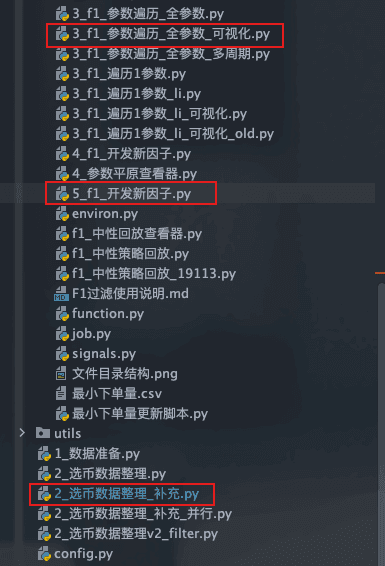 3_f1_参数遍历_全参数.py
3_f1_参数遍历_全参数_可视化.py
3_f1_参数遍历_全参数_多周期.py
3_f1_遍历1参数.py
3_f1_遍历1参数_li.py
3_f1_遍历1参数_li_可视化.py
3_f1_遍历1参数_li_可视化_old.py
4_f1_开发新因子.py
4_参数平原查看器.py
5_f1_开发新因子.py
environ.py
f1_中性回放查看器.py
f1_中性策略回放.py
f1_中性策略回放_19113.py
MD F1过滤使用说明.md
function.py
job.py
signals.py
文件目录结构.png
最小下单量.csv
最小下单量更新脚本.py
utils
1_数据准备.py
2_选币数据整理.py
2_选币数据整理_补充.py
2_选币数据整理_补充_并行.py
2_选币数据整理v2_filter.py
config.py